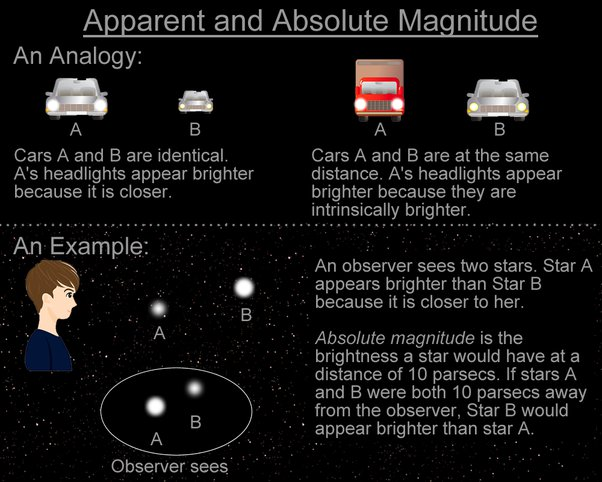 Apparent and Absolute Magnitude
An Analogy:
A
B
A
B
Cars A and B are identical.
A's headlights appear brighter
because it is closer.
Cars A and B are at the same
distance. A's headlights appear
brighter because they are
intrinsically brighter.
An Example:
A
B
A
B
Observer sees
An observer sees two stars. Star A
appears brighter than Star B
because it is closer to her.
Absolute magnitude is the
brightness a star would have at a
distance of 10 parsecs. If stars A
and B were both 10 parsecs away
from the observer, Star B would
appear brighter than star A.